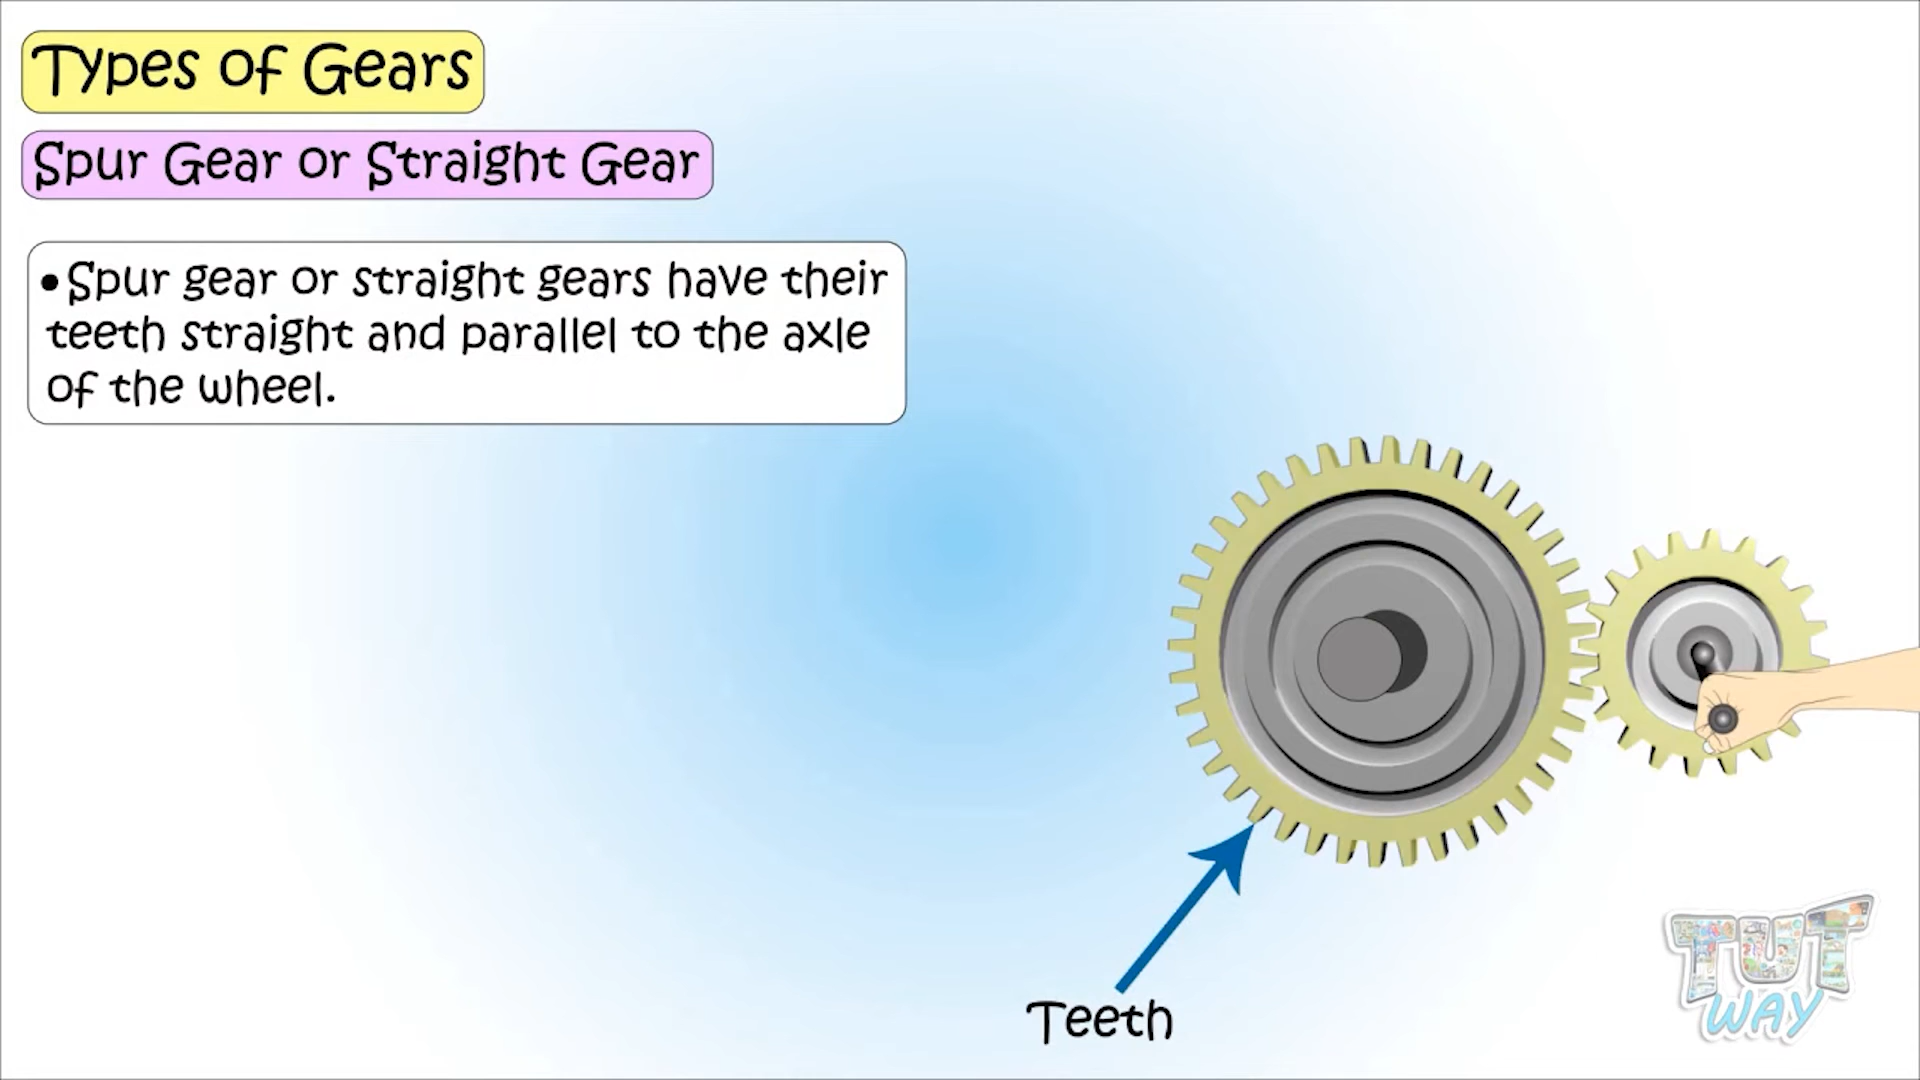 Types of Gears
Spur Gear or Straight Gear
•Spur gear or straight gears have their
teeth straight and parallel to the axle
of the wheel.
Teeth
TUT
WAY